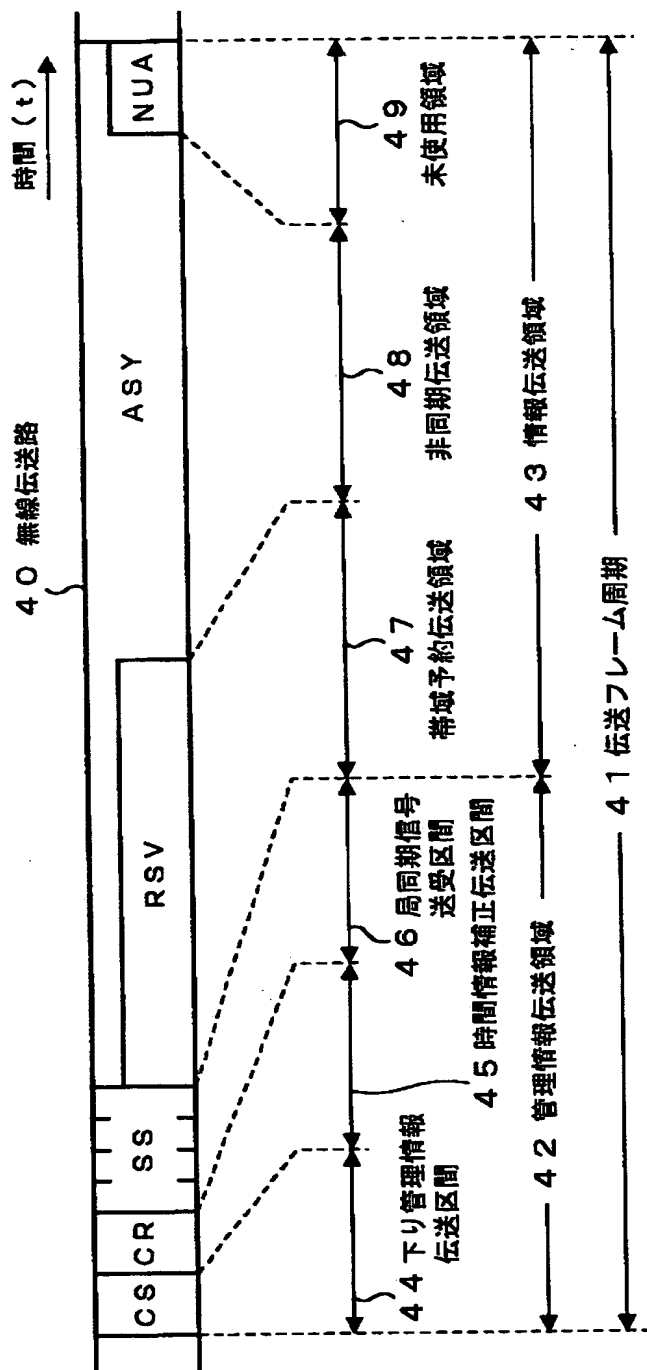 時間 (t)
40 無線伝送路
CS
CR
SS
RSV
ASY
NUA
44 下り管理情報
伝送区間
45 時間情報補正伝送区間
46 局同期信号
送受区間
47
帯域予約伝送領域
48
非同期伝送領域
49
未使用領域
42 管理情報伝送領域
43 情報伝送領域
41 伝送フレーム周期